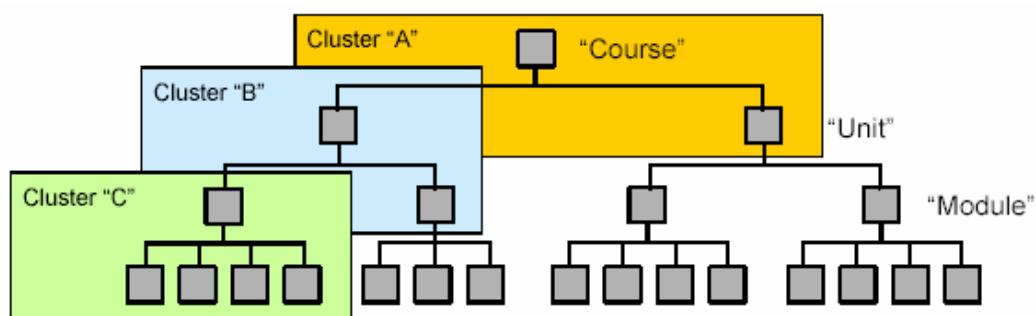 Cluster “A”
“Course”
Cluster “B”
“Unit”
Cluster “C”
“Module”